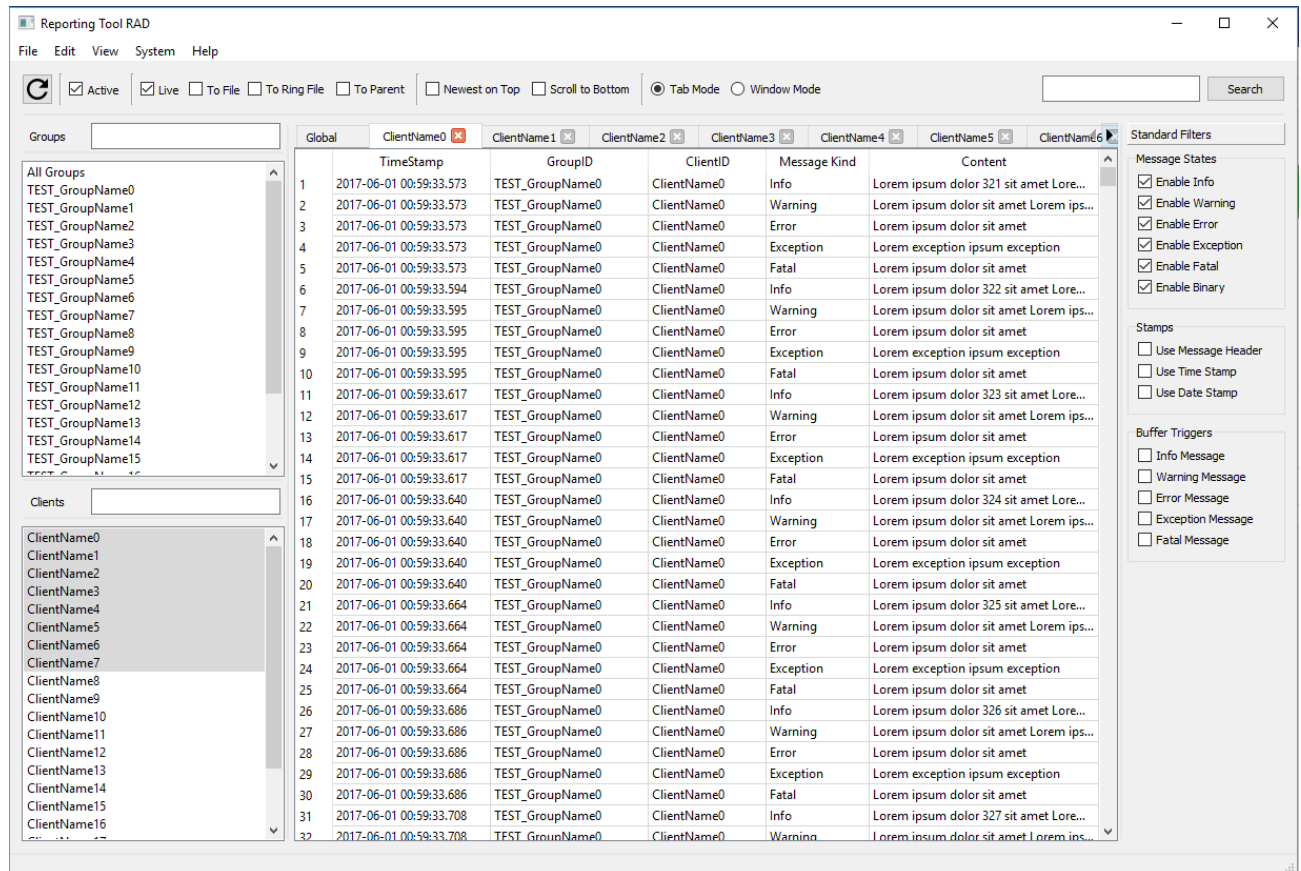 Reporting Tool RAD
File Edit View System Help
Active Live To File To Ring File To Parent Newest on Top Scroll to Bottom Tab Mode Window Mode Search
Groups
All Groups
TEST_GroupName0
TEST_GroupName1
TEST_GroupName2
TEST_GroupName3
TEST_GroupName4
TEST_GroupName5
TEST_GroupName6
TEST_GroupName7
TEST_GroupName8
TEST_GroupName9
TEST_GroupName10
TEST_GroupName11
TEST_GroupName12
TEST_GroupName13
TEST_GroupName14
TEST_GroupName15
Clients
ClientName0
ClientName1
ClientName2
ClientName3
ClientName4
ClientName5
ClientName6
ClientName7
ClientName8
ClientName9
ClientName10
ClientName11
ClientName12
ClientName13
ClientName14
ClientName15
ClientName16
Global ClientName0 ClientName1 ClientName2 ClientName3 ClientName4 ClientName5 ClientName6
TimeStamp GroupID ClientID Message Kind Content
1 2017-06-01 00:59:33.573 TEST_GroupName0 ClientName0 Info Lorem ipsum dolor 321 sit amet Lore...
2 2017-06-01 00:59:33.573 TEST_GroupName0 ClientName0 Warning Lorem ipsum dolor sit amet Lorem ips...
3 2017-06-01 00:59:33.573 TEST_GroupName0 ClientName0 Error Lorem ipsum dolor sit amet
4 2017-06-01 00:59:33.573 TEST_GroupName0 ClientName0 Exception Lorem exception ipsum exception
5 2017-06-01 00:59:33.573 TEST_GroupName0 ClientName0 Fatal Lorem ipsum dolor sit amet
6 2017-06-01 00:59:33.594 TEST_GroupName0 ClientName0 Info Lorem ipsum dolor 322 sit amet Lore...
7 2017-06-01 00:59:33.595 TEST_GroupName0 ClientName0 Warning Lorem ipsum dolor sit amet Lorem ips...
8 2017-06-01 00:59:33.595 TEST_GroupName0 ClientName0 Error Lorem ipsum dolor sit amet
9 2017-06-01 00:59:33.595 TEST_GroupName0 ClientName0 Exception Lorem exception ipsum exception
10 2017-06-01 00:59:33.595 TEST_GroupName0 ClientName0 Fatal Lorem ipsum dolor sit amet
11 2017-06-01 00:59:33.617 TEST_GroupName0 ClientName0 Info Lorem ipsum dolor 323 sit amet Lore...
12 2017-06-01 00:59:33.617 TEST_GroupName0 ClientName0 Warning Lorem ipsum dolor sit amet Lorem ips...
13 2017-06-01 00:59:33.617 TEST_GroupName0 ClientName0 Error Lorem ipsum dolor sit amet
14 2017-06-01 00:59:33.617 TEST_GroupName0 ClientName0 Exception Lorem exception ipsum exception
15 2017-06-01 00:59:33.617 TEST_GroupName0 ClientName0 Fatal Lorem ipsum dolor sit amet
16 2017-06-01 00:59:33.640 TEST_GroupName0 ClientName0 Info Lorem ipsum dolor 324 sit amet Lore...
17 2017-06-01 00:59:33.640 TEST_GroupName0 ClientName0 Warning Lorem ipsum dolor sit amet Lorem ips...
18 2017-06-01 00:59:33.640 TEST_GroupName0 ClientName0 Error Lorem ipsum dolor sit amet
19 2017-06-01 00:59:33.640 TEST_GroupName0 ClientName0 Exception Lorem exception ipsum exception
20 2017-06-01 00:59:33.640 TEST_GroupName0 ClientName0 Fatal Lorem ipsum dolor sit amet
21 2017-06-01 00:59:33.664 TEST_GroupName0 ClientName0 Info Lorem ipsum dolor 325 sit amet Lore...
22 2017-06-01 00:59:33.664 TEST_GroupName0 ClientName0 Warning Lorem ipsum dolor sit amet Lorem ips...
23 2017-06-01 00:59:33.664 TEST_GroupName0 ClientName0 Error Lorem ipsum dolor sit amet
24 2017-06-01 00:59:33.664 TEST_GroupName0 ClientName0 Exception Lorem exception ipsum exception
25 2017-06-01 00:59:33.664 TEST_GroupName0 ClientName0 Fatal Lorem ipsum dolor sit amet
26 2017-06-01 00:59:33.686 TEST_GroupName0 ClientName0 Info Lorem ipsum dolor 326 sit amet Lore...
27 2017-06-01 00:59:33.686 TEST_GroupName0 ClientName0 Warning Lorem ipsum dolor sit amet Lorem ips...
28 2017-06-01 00:59:33.686 TEST_GroupName0 ClientName0 Error Lorem ipsum dolor sit amet
29 2017-06-01 00:59:33.686 TEST_GroupName0 ClientName0 Exception Lorem exception ipsum exception
30 2017-06-01 00:59:33.686 TEST_GroupName0 ClientName0 Fatal Lorem ipsum dolor sit amet
31 2017-06-01 00:59:33.708 TEST_GroupName0 ClientName0 Info Lorem ipsum dolor 327 sit amet Lore...
32 2017-06-01 00:59:33.708 TEST_GroupName0 ClientName0 Warning Lorem ipsum dolor sit amet Lorem ips...
Standard Filters
Message States
Enable Info
Enable Warning
Enable Error
Enable Exception
Enable Fatal
Enable Binary
Stamps
Use Message Header
Use Time Stamp
Use Date Stamp
Buffer Triggers
Info Message
Warning Message
Error Message
Exception Message
Fatal Message